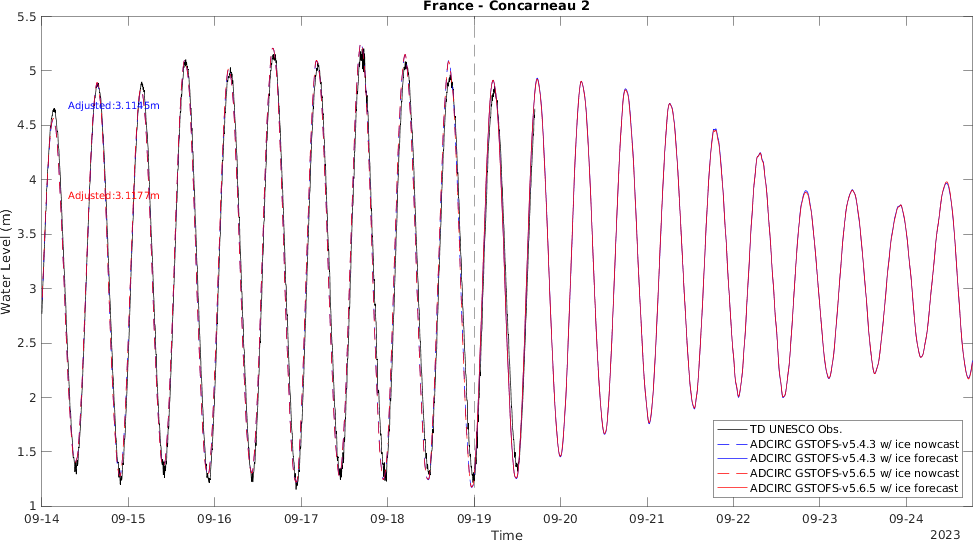 France - Concarneau 2
5.5
5
4.5
4
3.5
3
2.5
2
1.5
1
Water Level (m)
Adjusted:3.1145m
Adjusted:3.1177m
TD UNESCO Obs.
ADCIRC GSTOFS-v5.4.3 w/ ice nowcast
ADCIRC GSTOFS-v5.4.3 w/ ice forecast
ADCIRC GSTOFS-v5.6.5 w/ ice nowcast
ADCIRC GSTOFS-v5.6.5 w/ ice forecast
09-14 09-15 09-16 09-17 09-18 09-19 09-20 09-21 09-22 09-23 09-24
Time
2023